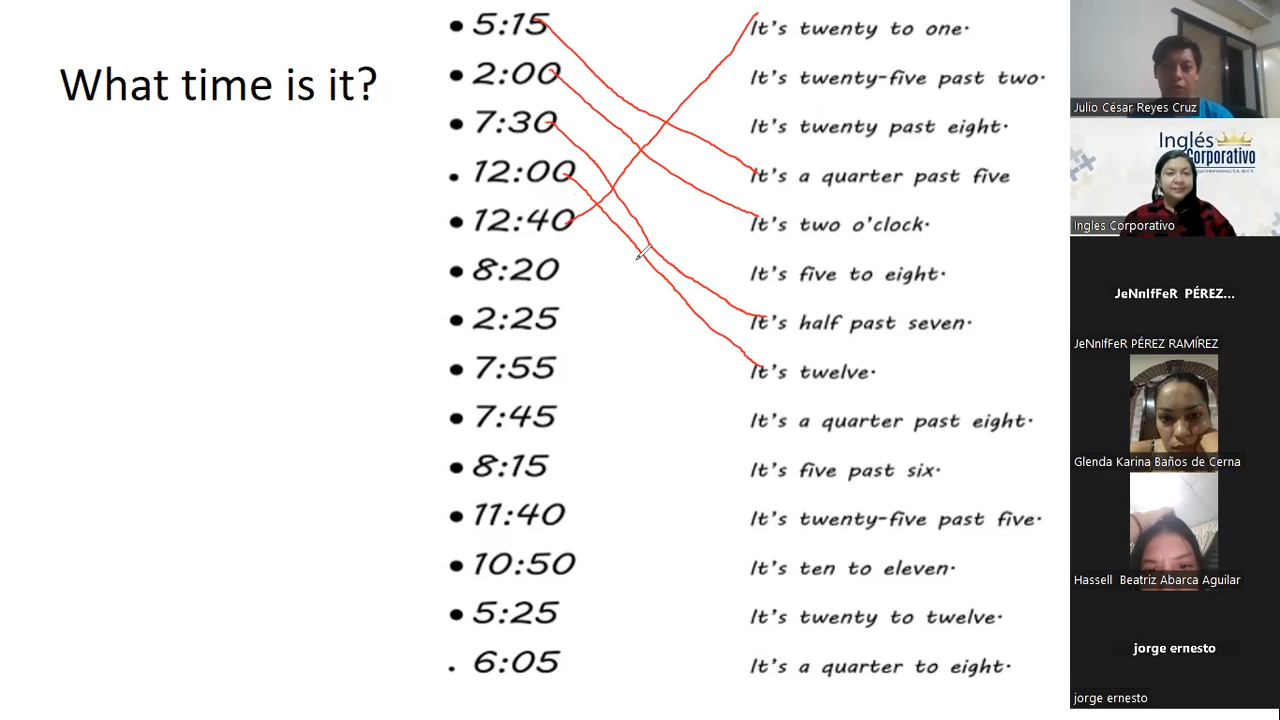 What time is it?
• 5:15
• 2:00
• 7:30
. 12:00
• 12:40
• 8:20
• 2:25
• 7:55
• 7:45
• 8:15
• 11:40
• 10:50
• 5:25
. 6:05
It's twenty to one.
It's twenty-five past two.
It's twenty past eight.
It's a quarter past five
It's two o'clock.
It's five to eight.
It's half past seven.
It's twelve.
It's a quarter past eight.
It's five past six.
It's twenty-five past five.
It's ten to eleven.
It's twenty to twelve.
It's a quarter to eight.
Julio César Reyes Cruz
Inglés
Corporativo
Ingles Corporativo
JeNnIfFeR PÉREZ...
JeNnIfFeR PÉREZ RAMÍREZ
Glenda Karina Baños de Cerna
Hassell Beatriz Abarca Aguilar
jorge ernesto
jorge ernesto